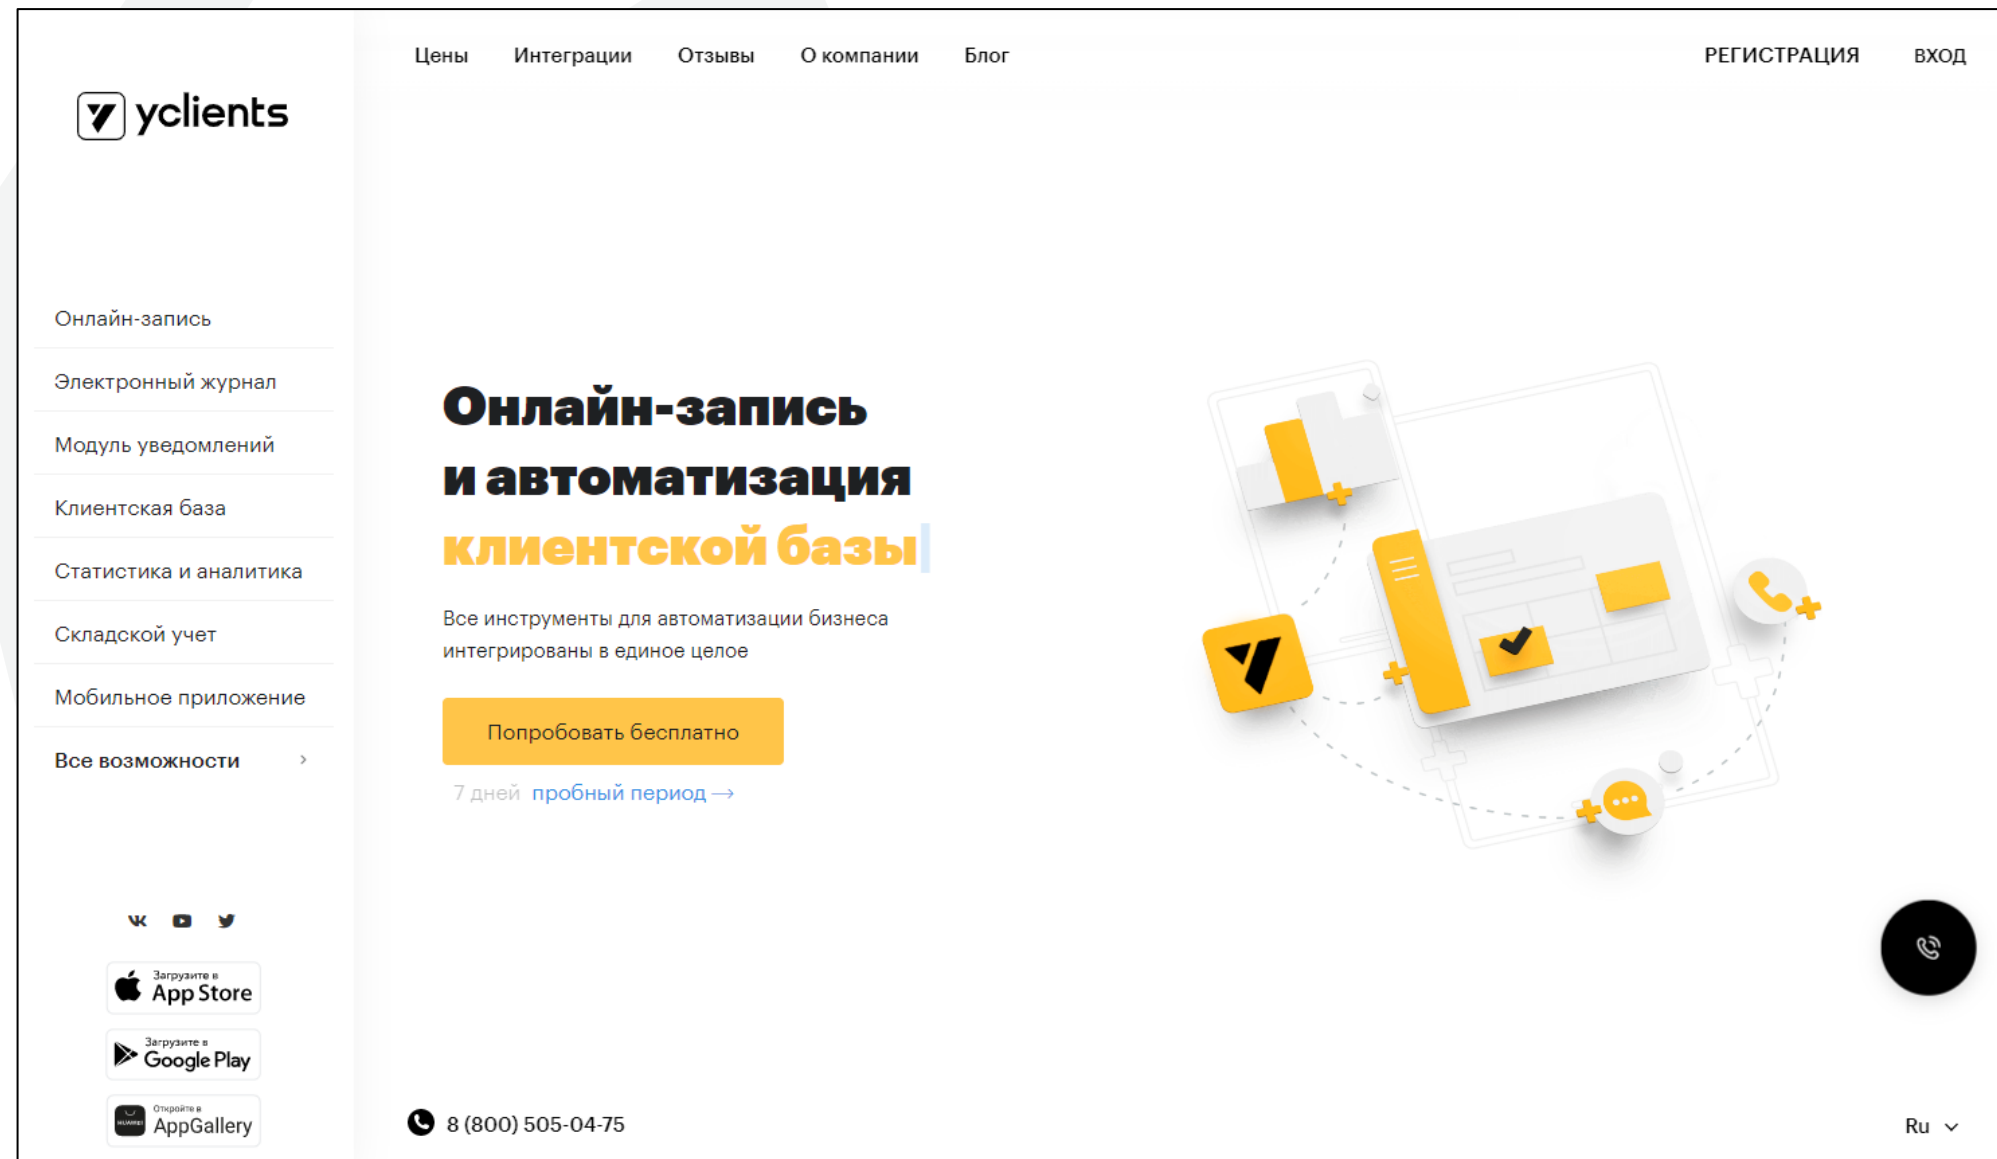 Цены Интеграции Отзывы О компании Блог РЕГИСТРАЦИЯ ВХОД
yclients
Онлайн-запись
Электронный журнал
Модуль уведомлений
Клиентская база
Статистика и аналитика
Складской учет
Мобильное приложение
Все возможности
Загрузите в
App Store
Загрузите в
Google Play
Откройте в
HUAWEI
AppGallery
Онлайн-запись
и автоматизация
клиентской базы
Все инструменты для автоматизации бизнеса
интегрированы в единое целое
Попробовать бесплатно
7 дней пробный период →
8 (800) 505-04-75
Ru